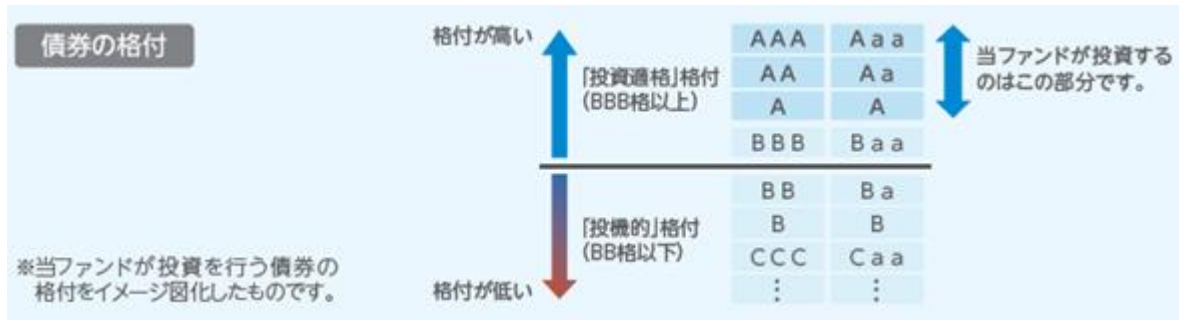 債券の格付
格付が高い
「投資適格」格付
(BBB格以上)
AAA Aaa
AA Aa
A A
BBB Baa
当ファンドが投資する
のはこの部分です。
「投機的」格付
(BB格以下)
BB Ba
B B
CCC Caa
⋮ ⋮
格付が低い
※当ファンドが投資を行う債券の
格付をイメージ図化したものです。